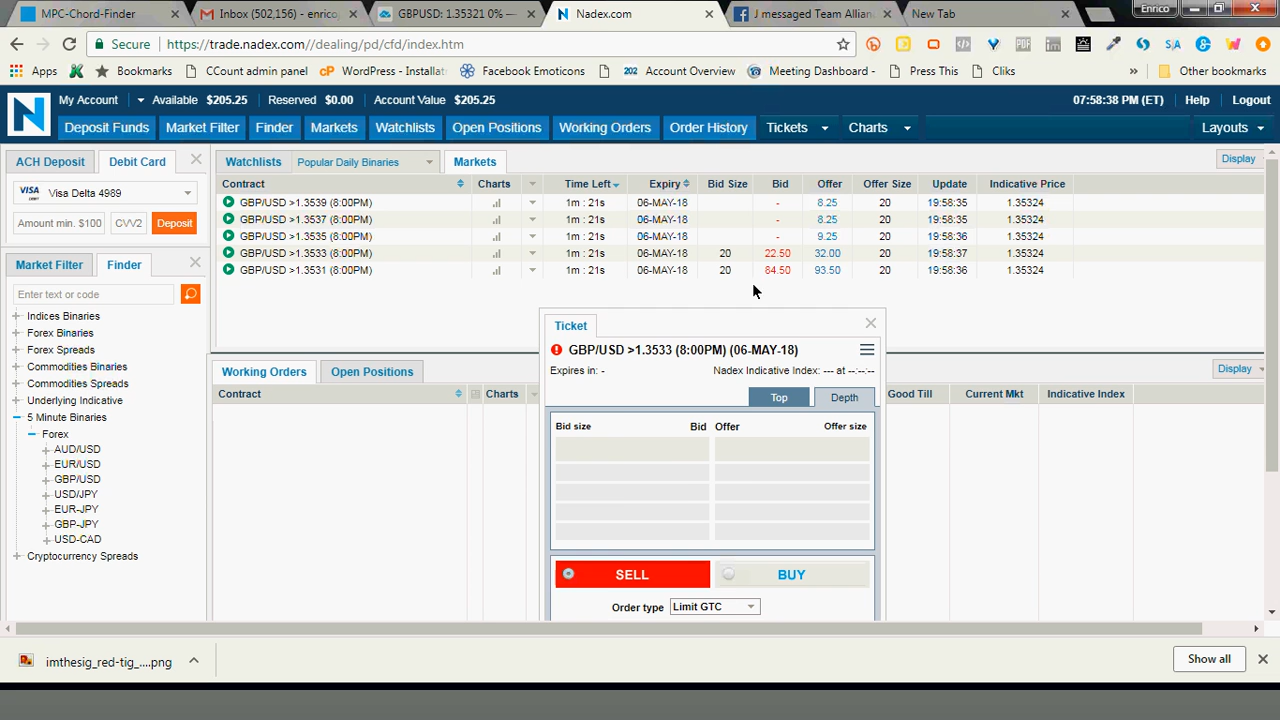 MPC-Chord-Finder
Inbox (502,156) - enrico
GBPUSD: 1.35321 0% —
Nadex.com
J messaged Team Allian
New Tab
Enrico
Secure https://trade.nadex.com//dealing/pd/cfd/index.htm
Apps Bookmarks CCount admin panel WordPress - Installat Facebook Emoticons 202 Account Overview Meeting Dashboard - Press This Cliks » Other bookmarks
My Account Available $205.25 Reserved $0.00 Account Value $205.25 07:58:38 PM (ET) Help Logout
Deposit Funds Market Filter Finder Markets Watchlists Open Positions Working Orders Order History Tickets Charts Layouts
ACH Deposit Debit Card
VISA Visa Delta 4989
Amount min. $100 CVV2 Deposit
Market Filter Finder
Enter text or code
Indices Binaries
Forex Binaries
Forex Spreads
Commodities Binaries
Commodities Spreads
Underlying Indicative
5 Minute Binaries
Forex
AUD/USD
EUR/USD
GBP/USD
USD/JPY
EUR-JPY
GBP-JPY
USD-CAD
Cryptocurrency Spreads
Watchlists Popular Daily Binaries Markets Display
Contract Charts Time Left Expiry Bid Size Bid Offer Offer Size Update Indicative Price
GBP/USD >1.3539 (8:00PM) 1m : 21s 06-MAY-18 - 8.25 20 19:58:35 1.35324
GBP/USD >1.3537 (8:00PM) 1m : 21s 06-MAY-18 - 8.25 20 19:58:35 1.35324
GBP/USD >1.3535 (8:00PM) 1m : 21s 06-MAY-18 - 9.25 20 19:58:36 1.35324
GBP/USD >1.3533 (8:00PM) 1m : 21s 06-MAY-18 20 22.50 32.00 20 19:58:37 1.35324
GBP/USD >1.3531 (8:00PM) 1m : 21s 06-MAY-18 20 84.50 93.50 20 19:58:36 1.35324
Working Orders Open Positions Display
Contract Charts Good Till Current Mkt Indicative Index
Ticket
GBP/USD >1.3533 (8:00PM) (06-MAY-18)
Expires in: - Nadex Indicative Index: --- at --:--:--
Top Depth
Bid size Bid Offer Offer size
SELL BUY
Order type Limit GTC
imthesig_red-tig_....png Show all